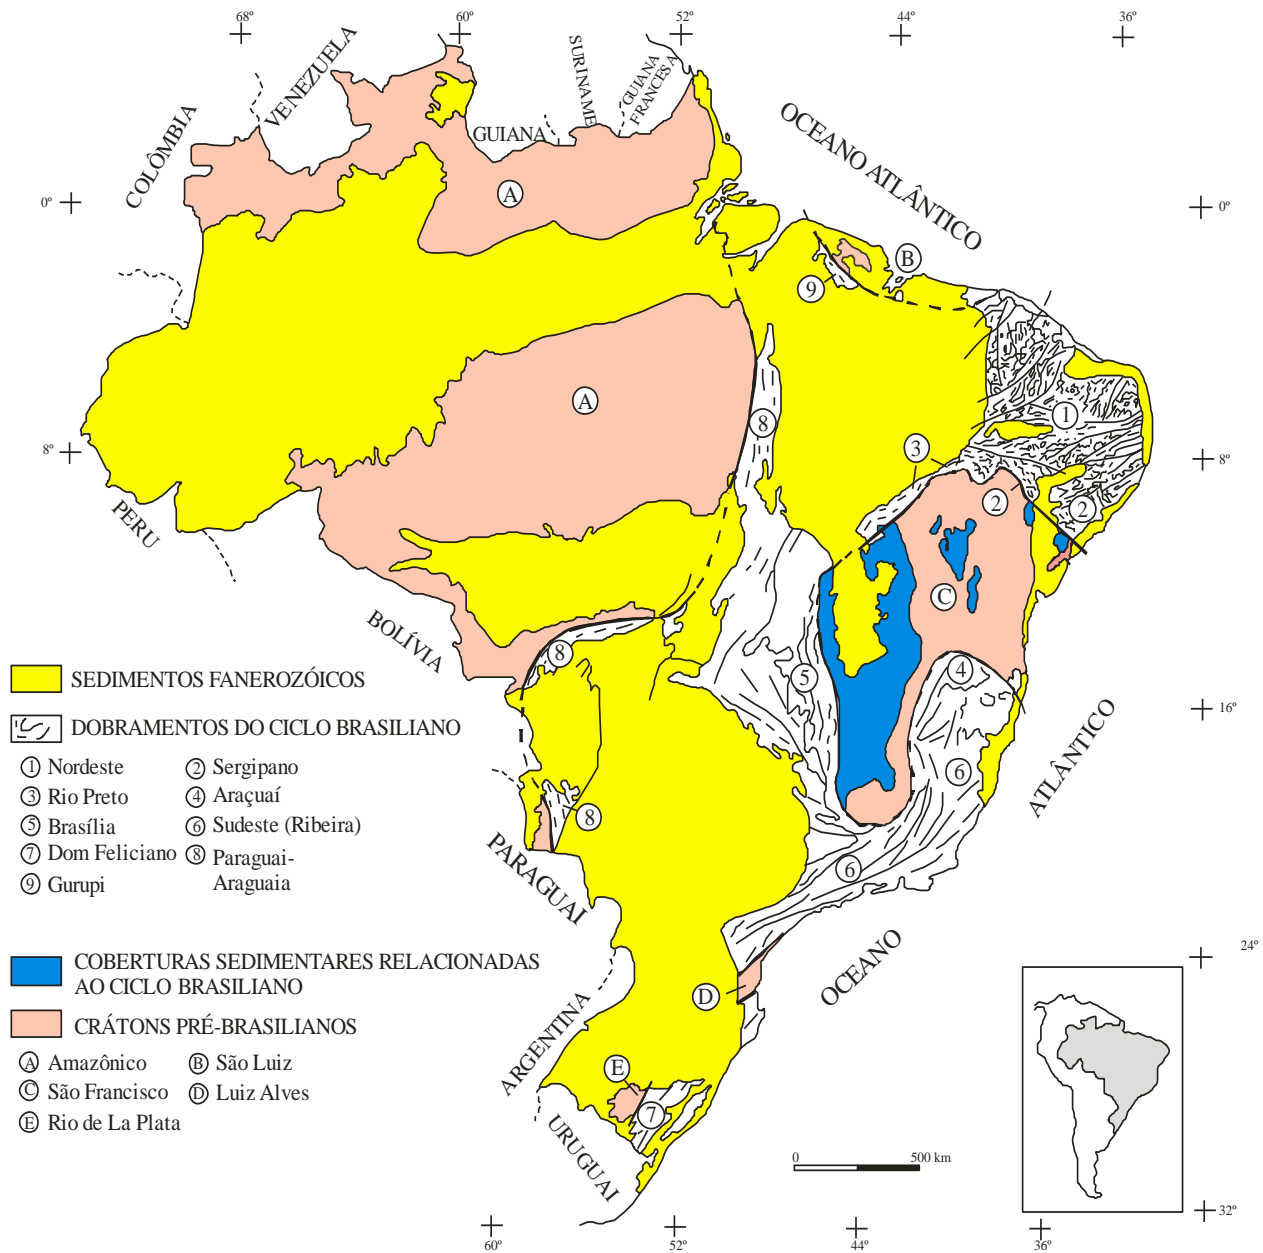 68º
60º
52º
44º
36º
VENEZUELA
SURINAME
GUIANA
FRANCESA
COLÔMBIA
GUIANA
OCEANO ATLÂNTICO
0º
A
0º
B
9
A
1
8
3
8º
8º
2
2
PERU
C
BOLÍVIA
8
4
5
SEDIMENTOS FANEROZÓICOS
16º
ATLÂNTICO
DOBRAMENTOS DO CICLO BRASILIANO
6
1 Nordeste
2 Sergipano
3 Rio Preto
4 Araçuaí
5 Brasília
6 Sudeste (Ribeira)
7 Dom Feliciano
8 Paraguai-
Araguaia
9 Gurupi
8
PARAGUAI
6
24º
COBERTURAS SEDIMENTARES RELACIONADAS
AO CICLO BRASILIANO
OCEANO
D
CRÁTONS PRÉ-BRASILIANOS
ARGENTINA
A Amazônico
B São Luiz
C São Francisco
D Luiz Alves
E Rio de La Plata
E
7
URUGUAI
0
500 km
32º
60º
52º
44º
36º